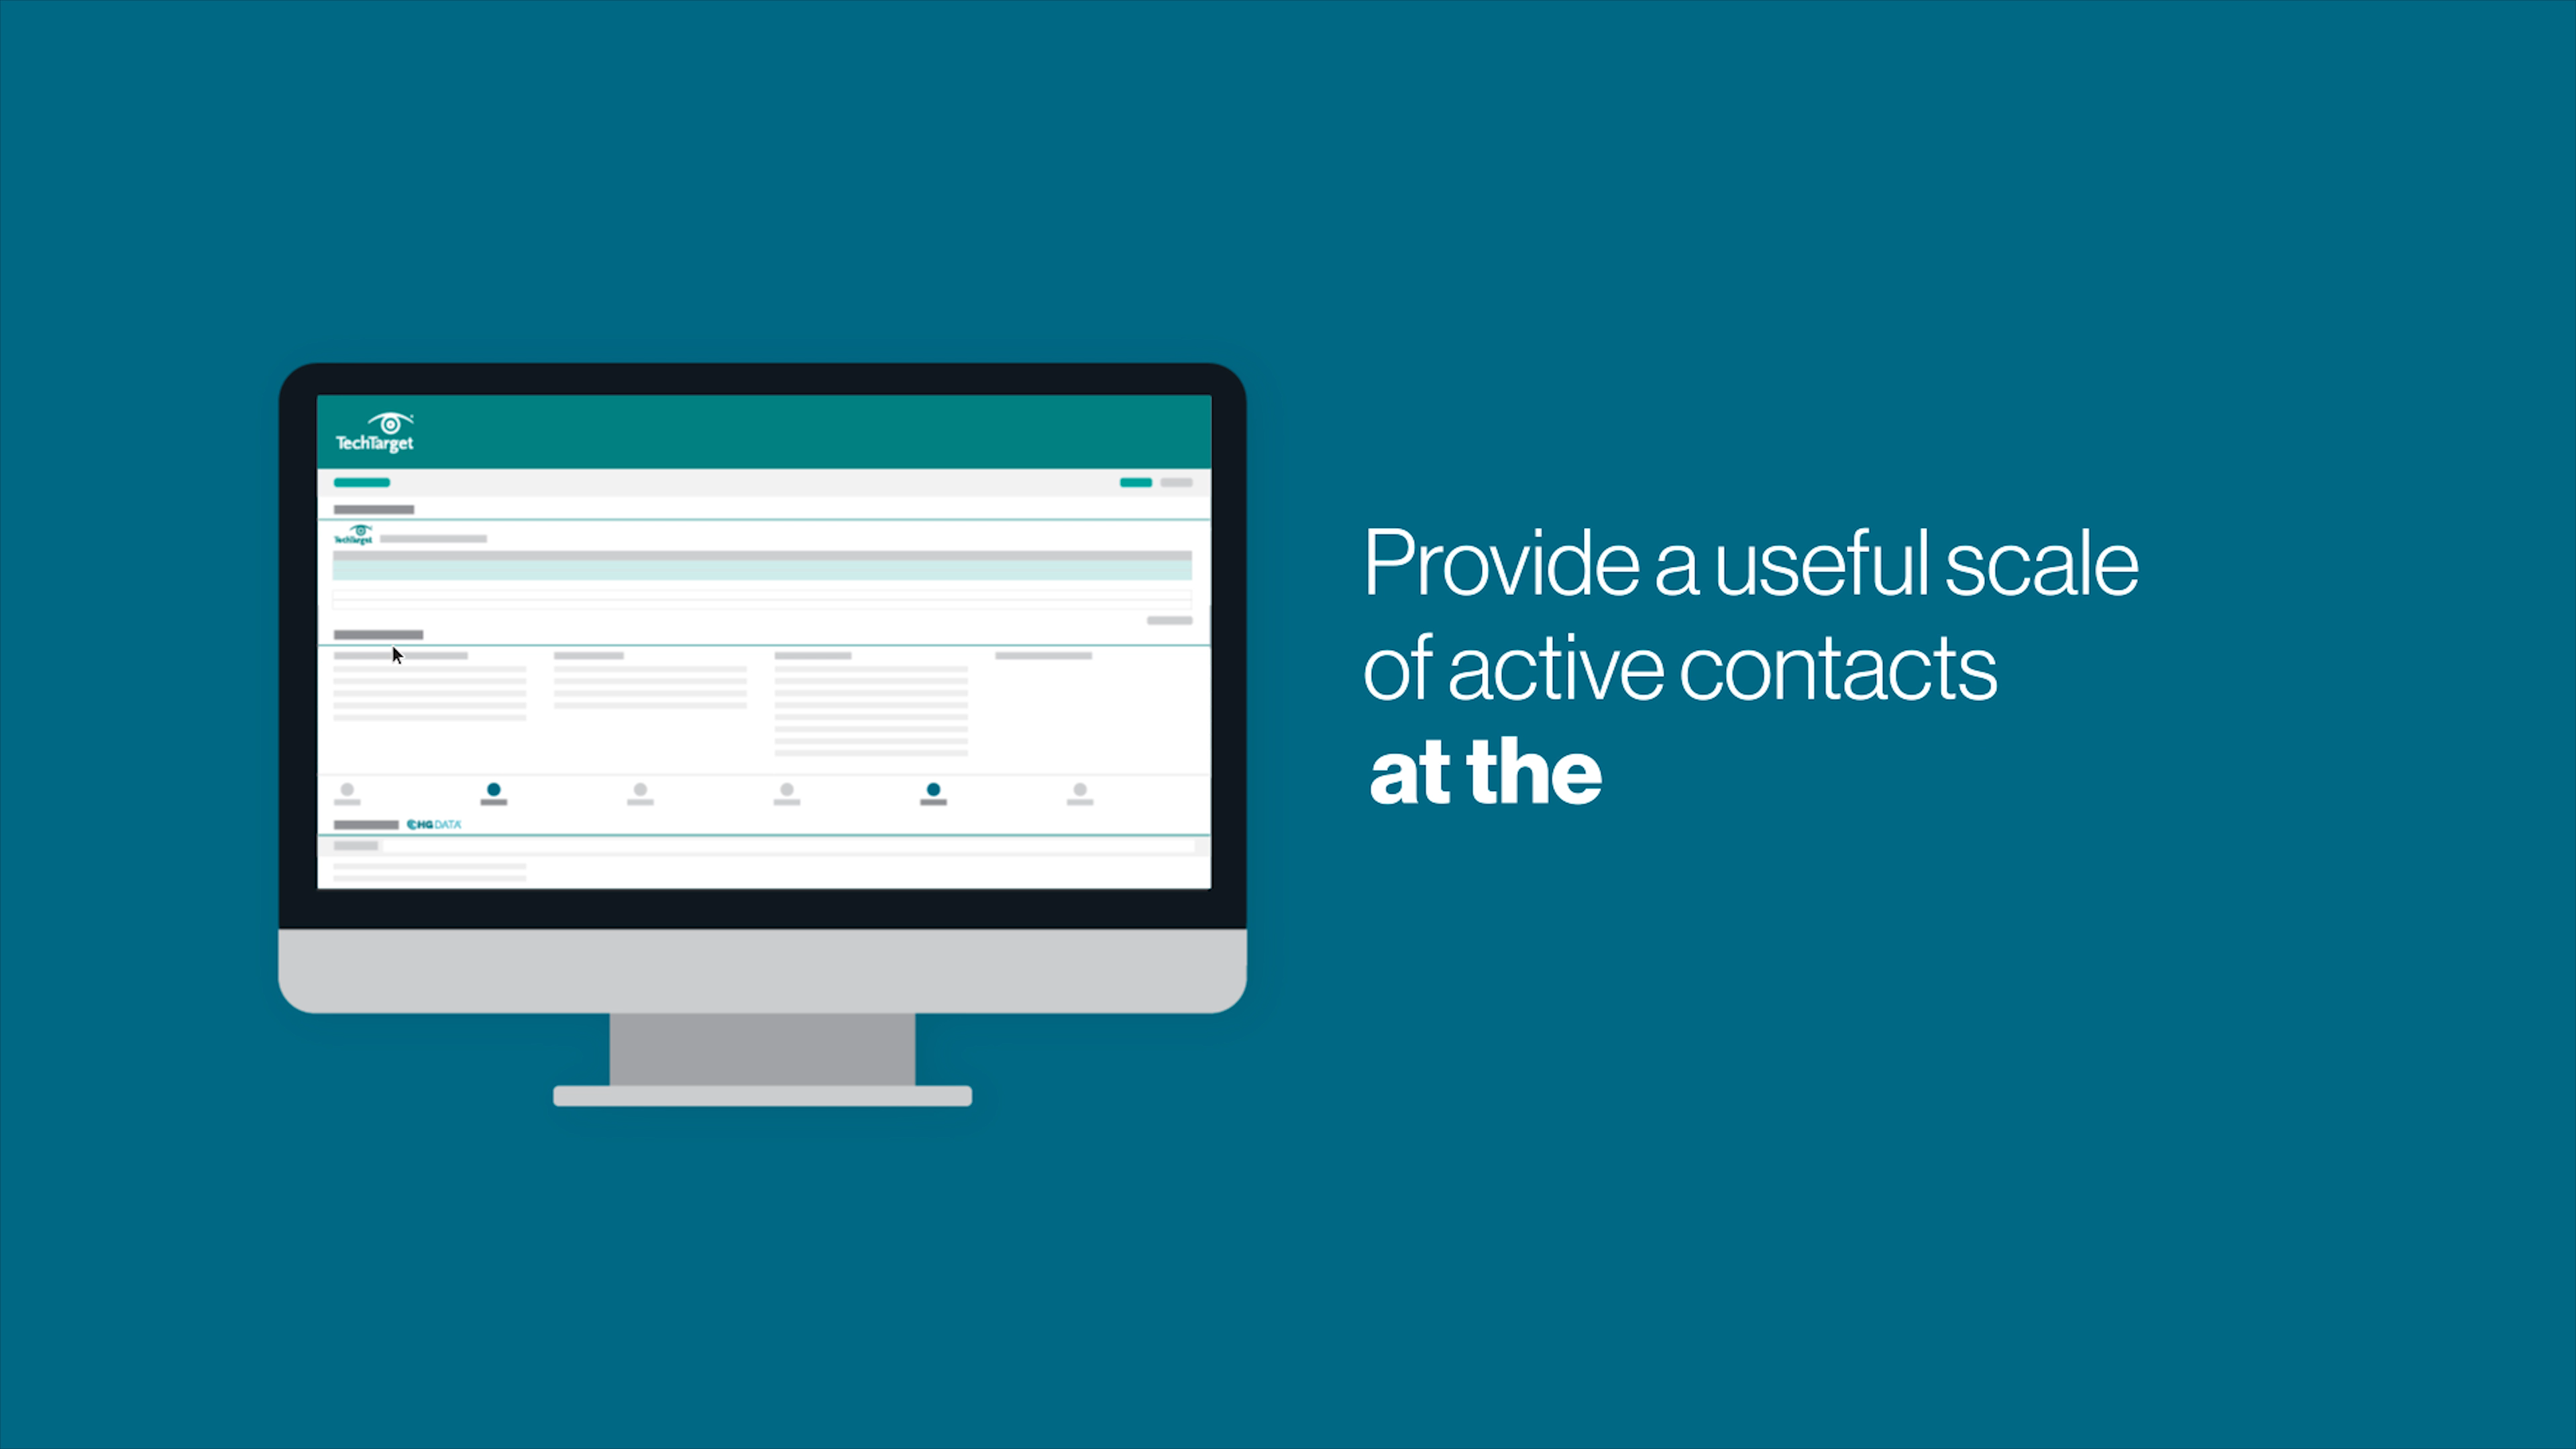 TechTarget
TechTarget
HG DATA
Provide a useful scale
of active contacts
at the